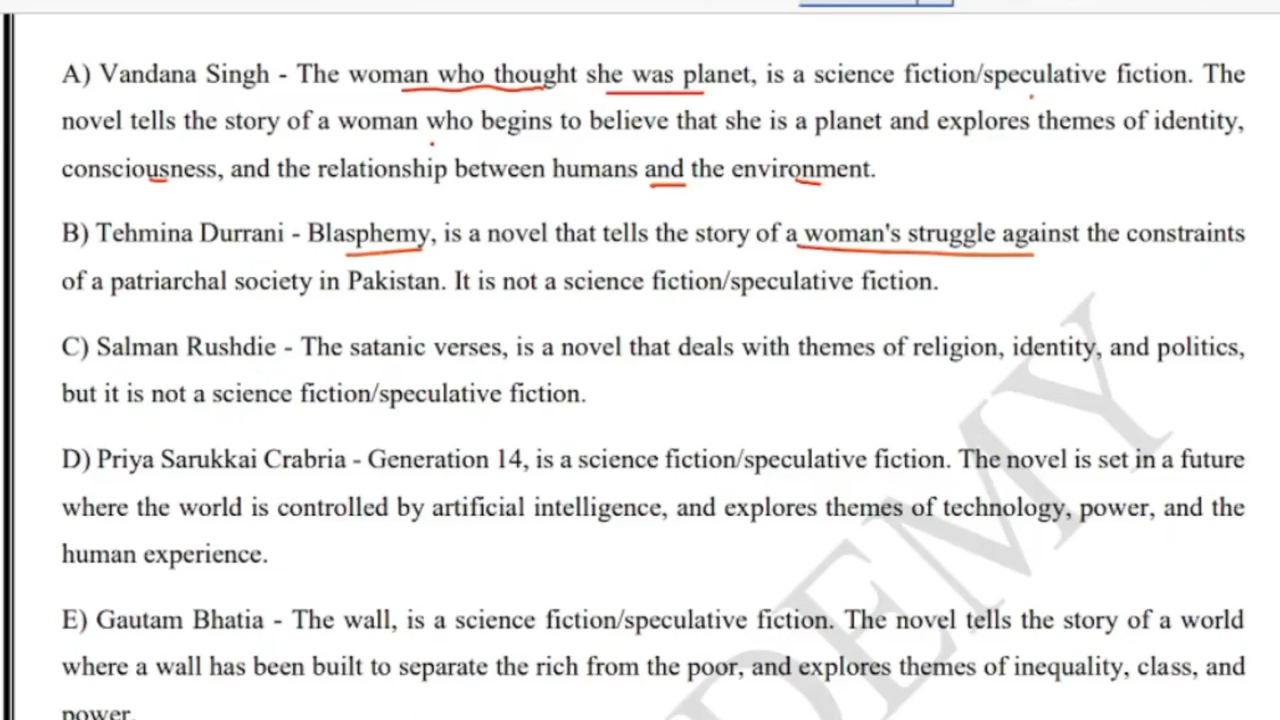 A) Vandana Singh - The woman who thought she was planet, is a science fiction/speculative fiction. The
novel tells the story of a woman who begins to believe that she is a planet and explores themes of identity,
consciousness, and the relationship between humans and the environment.
B) Tehmina Durrani - Blasphemy, is a novel that tells the story of a woman's struggle against the constraints
of a patriarchal society in Pakistan. It is not a science fiction/speculative fiction.
C) Salman Rushdie - The satanic verses, is a novel that deals with themes of religion, identity, and politics,
but it is not a science fiction/speculative fiction.
D) Priya Sarukkai Crabria - Generation 14, is a science fiction/speculative fiction. The novel is set in a future
where the world is controlled by artificial intelligence, and explores themes of technology, power, and the
human experience.
E) Gautam Bhatia - The wall, is a science fiction/speculative fiction. The novel tells the story of a world
where a wall has been built to separate the rich from the poor, and explores themes of inequality, class, and
power.
DEMY